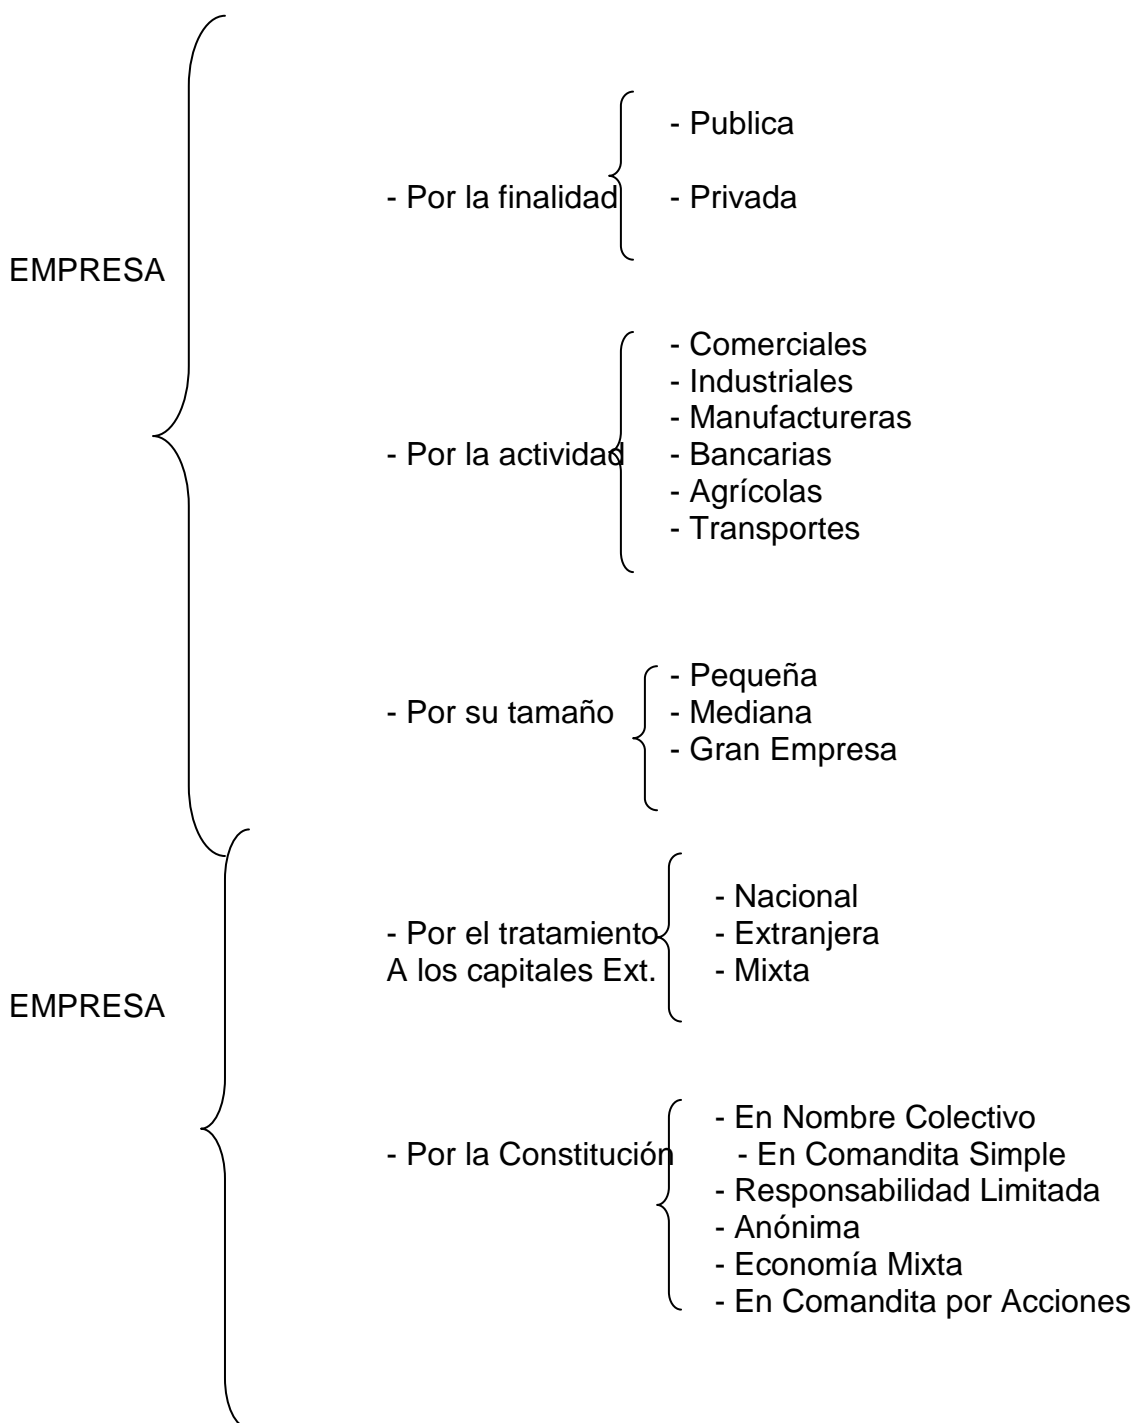 EMPRESA
- Por la finalidad
- Publica
- Privada
- Por la actividad
- Comerciales
- Industriales
- Manufactureras
- Bancarias
- Agrícolas
- Transportes
- Por su tamaño
- Pequeña
- Mediana
- Gran Empresa
EMPRESA
- Por el tratamiento
A los capitales Ext.
- Nacional
- Extranjera
- Mixta
- Por la Constitución
- En Nombre Colectivo
- En Comandita Simple
- Responsabilidad Limitada
- Anónima
- Economía Mixta
- En Comandita por Acciones